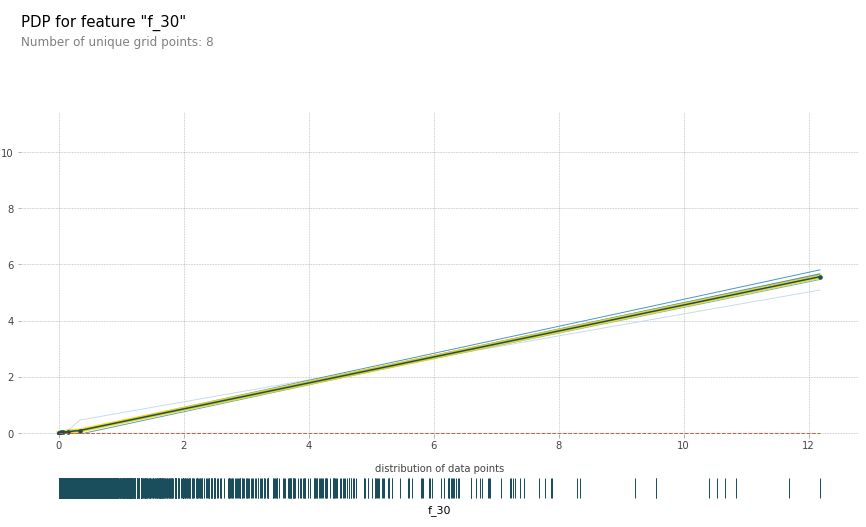 PDP for feature "f_30"
Number of unique grid points: 8
10
8
6
4
2
0
0 2 4 6 8 10 12
distribution of data points
f_30